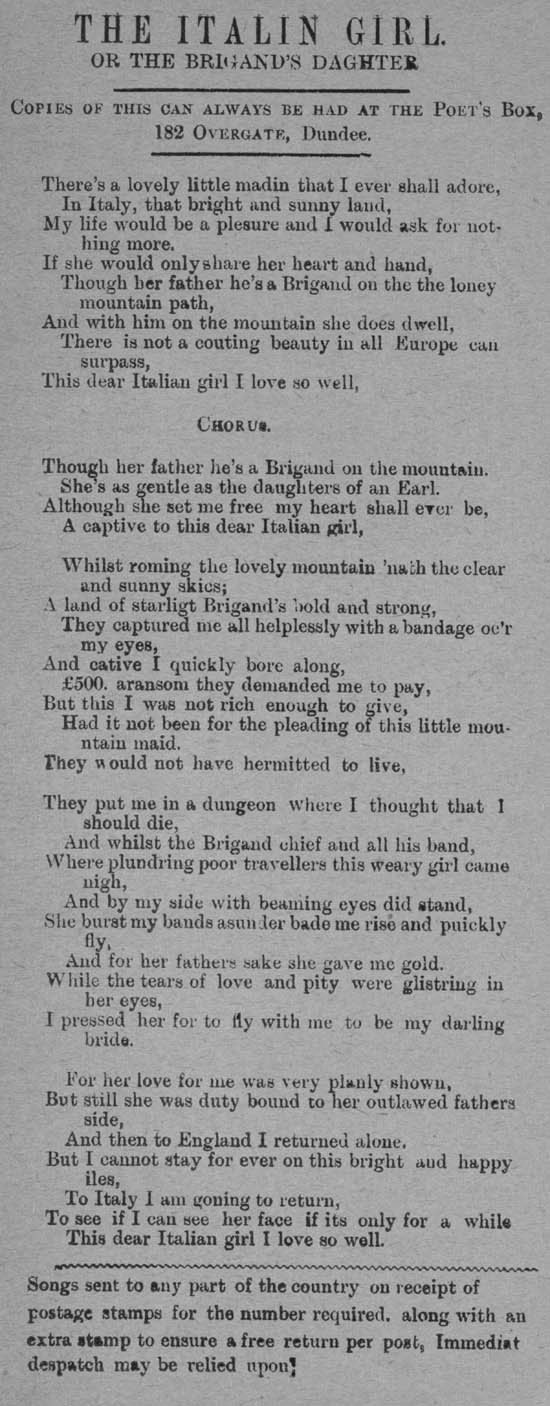 THE ITALIN GIRL.
OR THE BRIGAND'S DAGHTER
COPIES OF THIS CAN ALWAYS BE HAD AT THE POET'S BOX,
182 OVERGATE, Dundee.
There's a lovely little madin that I ever shall adore,
In Italy, that bright and sunny land,
My life would be a plesure and I would ask for not-
hing more.
If she would only share her heart and hand,
Though her father he's a Brigand on the the loney
mountain path,
And with him on the mountain she does dwell,
There is not a couting beauty in all Europe can
surpass,
This dear Italian girl I love so well,
CHORUS.
Though her father he's a Brigand on the mountain.
She's as gentle as the daughters of an Earl.
Although she set me free my heart shall ever be,
A captive to this dear Italian girl,
Whilst roming the lovely mountain 'nath the clear
and sunny skies;
A land of starligt Brigand's bold and strong,
They captured me all helplessly with a bandage oe'r
my eyes,
And cative I quickly bore along,
£500. aransom they demanded me to pay,
But this I was not rich enough to give,
Had it not been for the pleading of this little mou-
ntain maid.
They would not have hermitted to live,
They put me in a dungeon where I thought that I
should die,
And whilst the Brigand chief and all his band,
Where plundring poor travellers this weary girl came
nigh,
And by my side with beaming eyes did stand,
She burst my bands asunder bade me rise and puickly
fly,
And for her fathers sake she gave me gold.
While the tears of love and pity were glistring in
her eyes,
I pressed her for to fly with me to be my darling
bride.
For her love for me was very planly shown,
But still she was duty bound to her outlawed fathers
side,
And then to England I returned alone.
But I cannot stay for ever on this bright and happy
iles,
To Italy I am goning to return,
To see if I can see her face if its only for a while
This dear Italian girl I love so well.
Songs sent to any part of the country on receipt of
postage stamps for the number required. along with an
extra stamp to ensure a free return per post, Immediat
despatch may be relied upon!